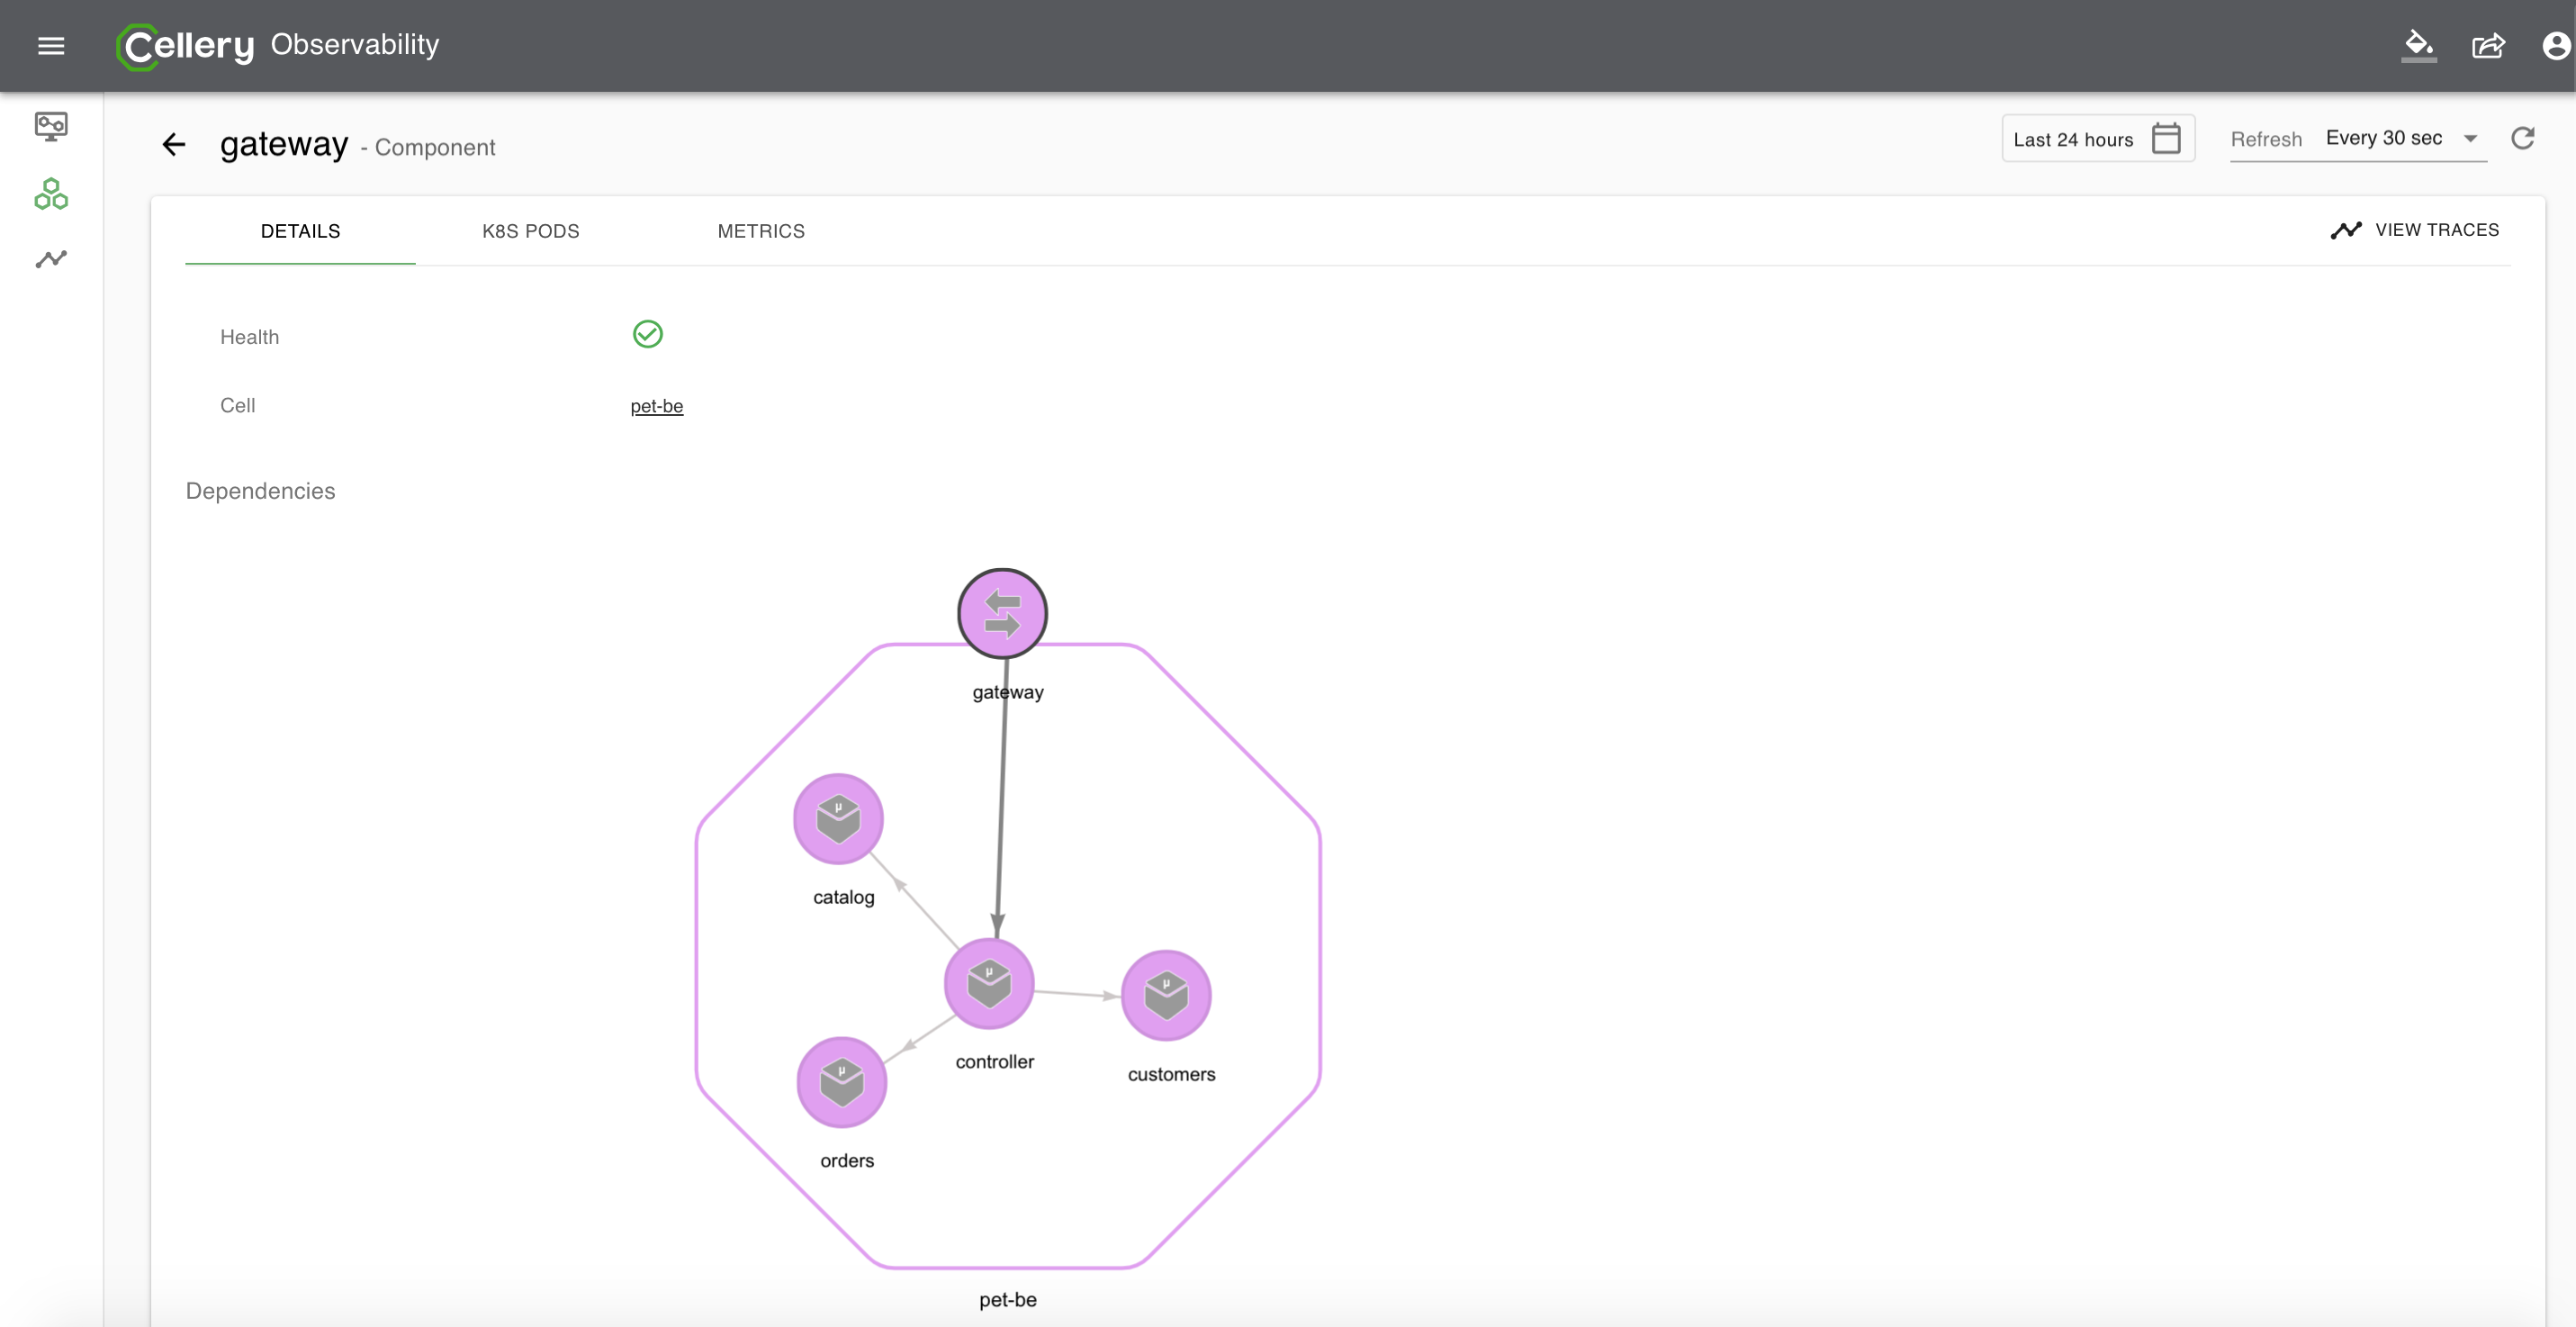 Cellery Observability
gateway - Component
Last 24 hours
Refresh Every 30 sec
DETAILS K8S PODS METRICS
VIEW TRACES
Health
Cell pet-be
Dependencies
gateway
µ
catalog
µ
µ
controller
customers
µ
orders
pet-be